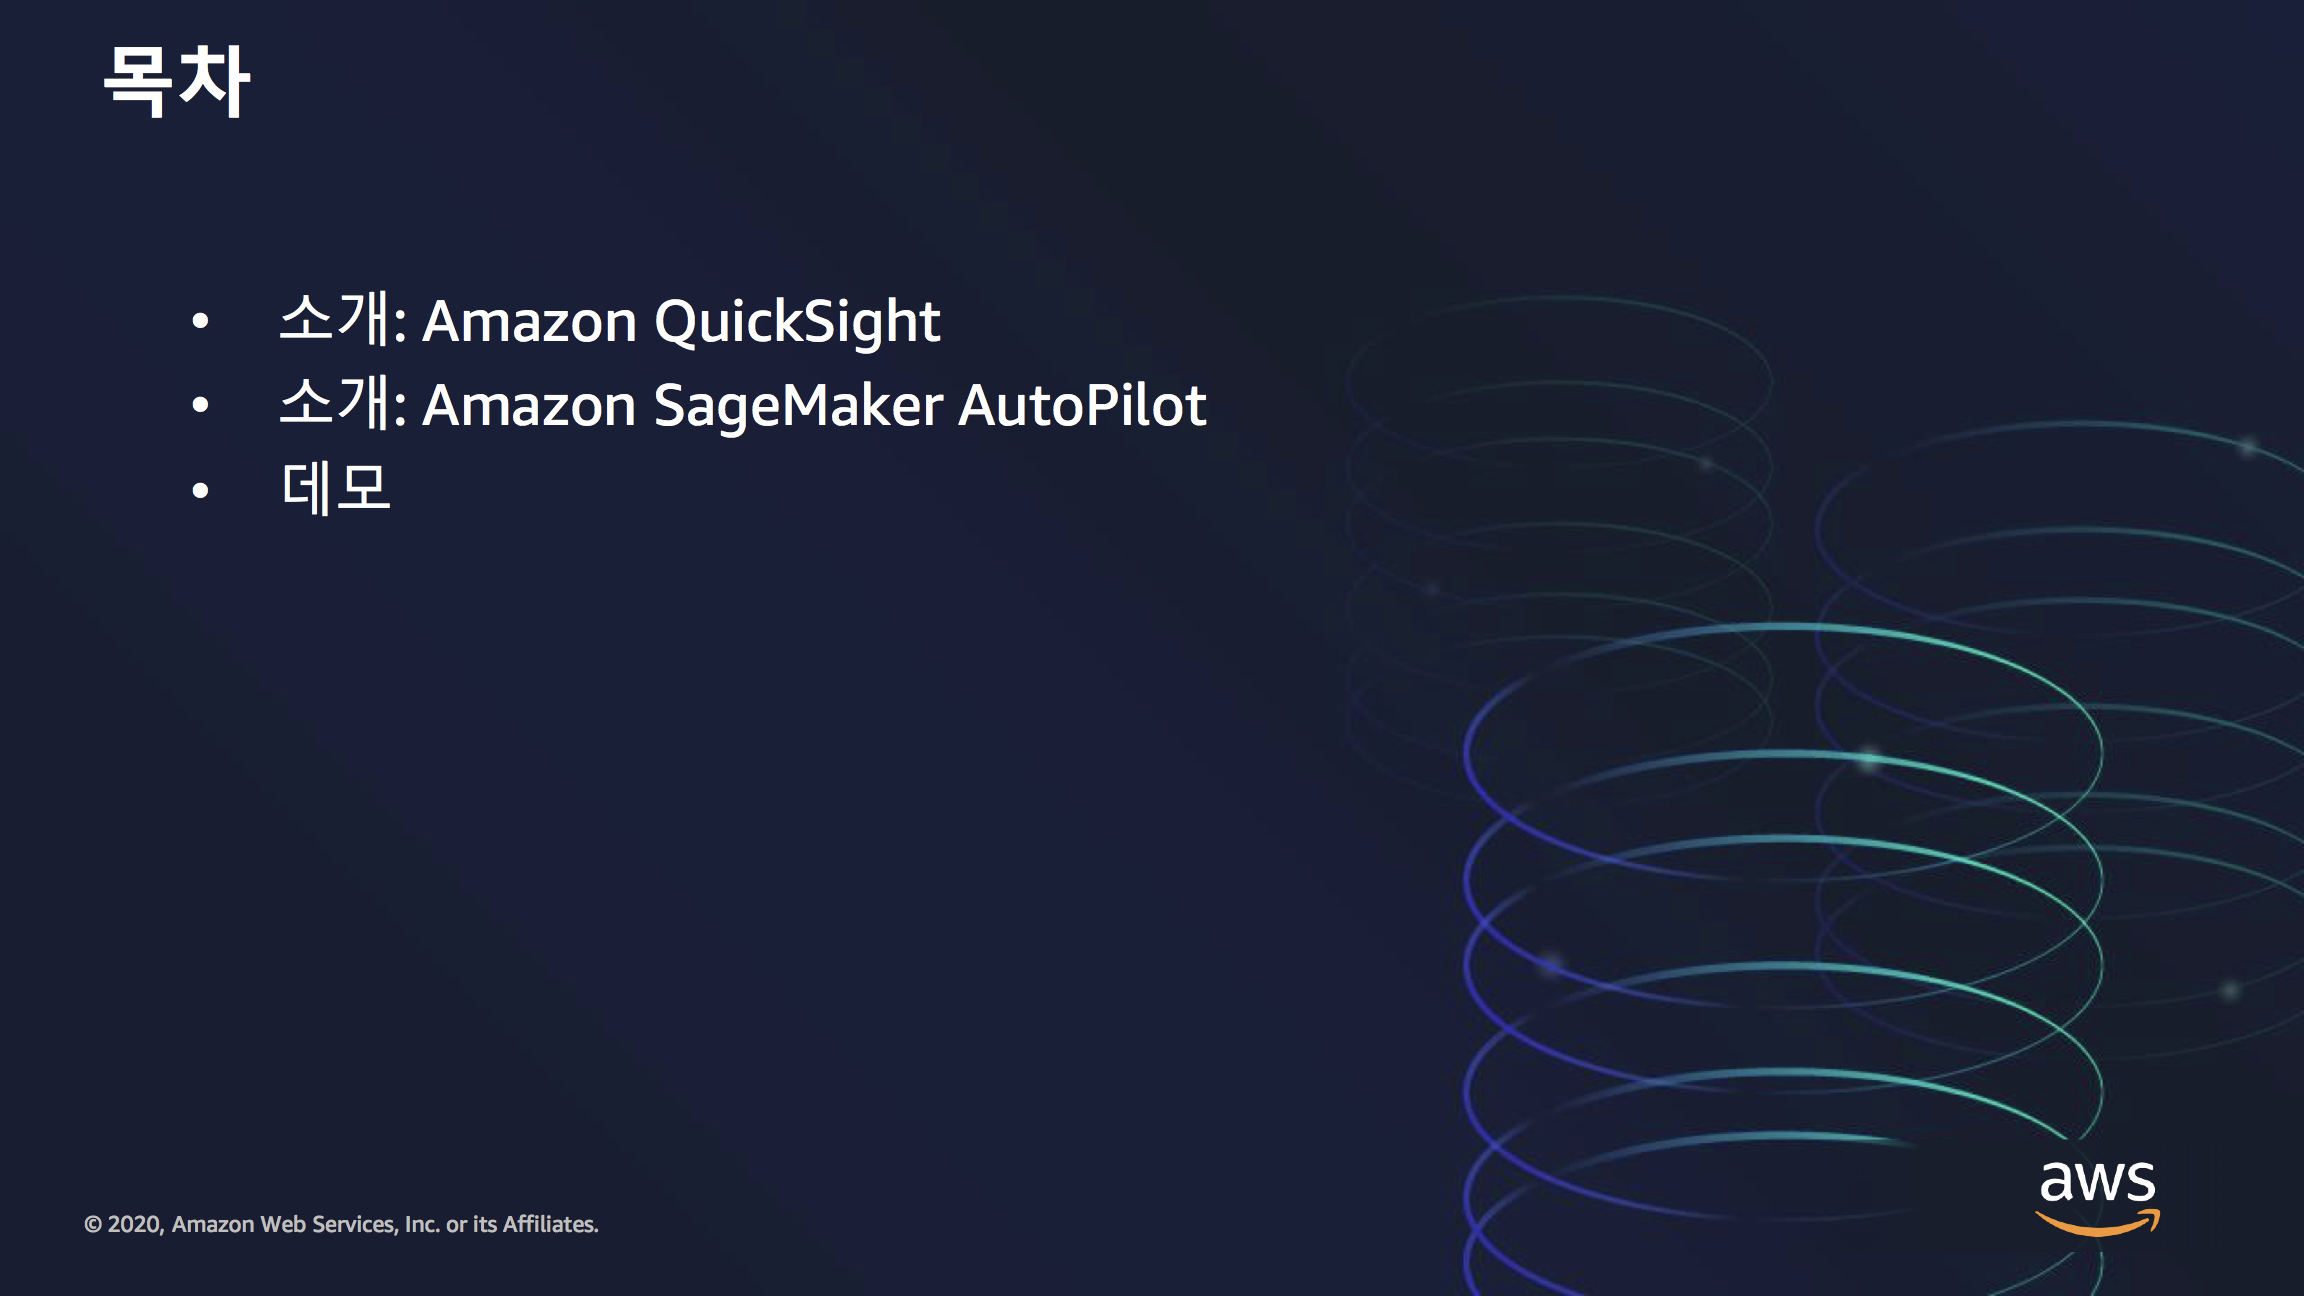 목차
• 소개: Amazon QuickSight
• 소개: Amazon SageMaker AutoPilot
• 데모
© 2020, Amazon Web Services, Inc. or its Affiliates.
aws